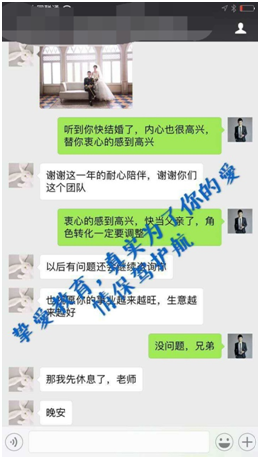 听到你快结婚了，内心也很高兴，
替你衷心的感到高兴
谢谢这一年的耐心陪伴，谢谢你们
这个团队
衷心的感到高兴，快当父亲了，角
色转化一定要调整
以后有问题还会继续咨询你
也祝愿你的事业越来越旺，生意越
来越好
没问题，兄弟
那我先休息了，老师
晚安
挚爱教育，真实为了你的爱
情保驾护航